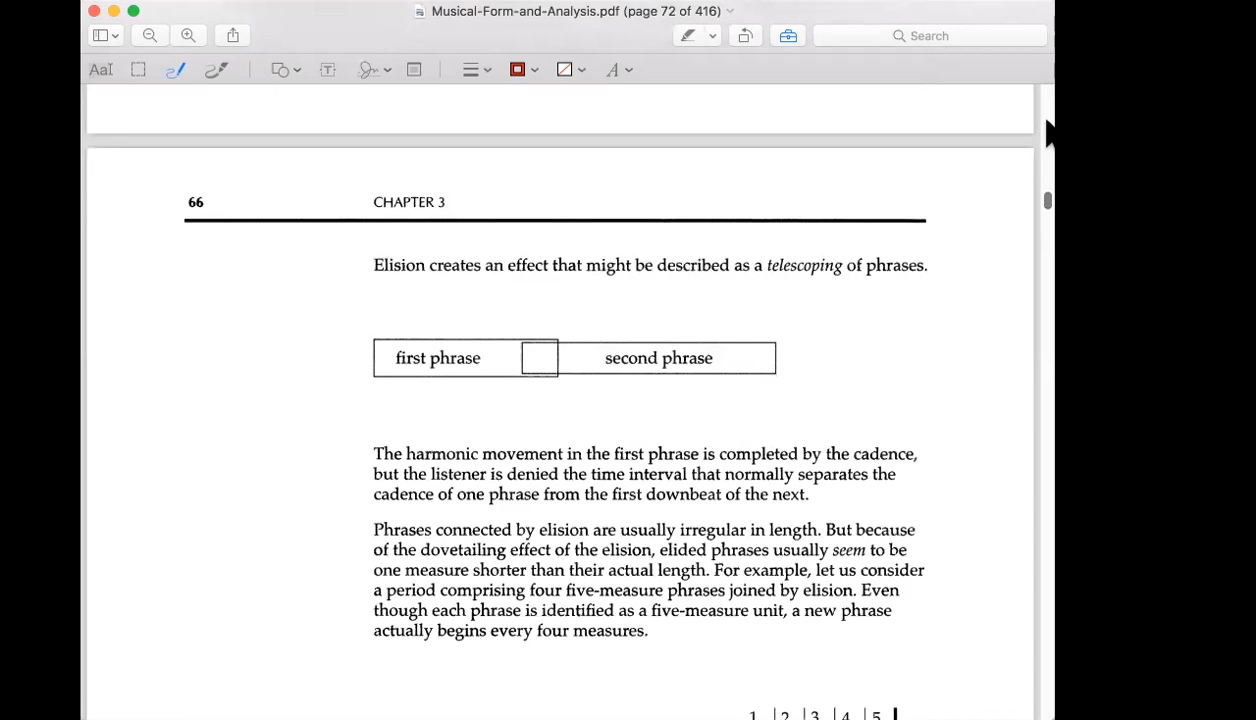 Musical-Form-and-Analysis.pdf (page 72 of 416)
Search
AaI
T
A
66 CHAPTER 3
Elision creates an effect that might be described as a telescoping of phrases.
first phrase second phrase
The harmonic movement in the first phrase is completed by the cadence,
but the listener is denied the time interval that normally separates the
cadence of one phrase from the first downbeat of the next.
Phrases connected by elision are usually irregular in length. But because
of the dovetailing effect of the elision, elided phrases usually seem to be
one measure shorter than their actual length. For example, let us consider
a period comprising four five-measure phrases joined by elision. Even
though each phrase is identified as a five-measure unit, a new phrase
actually begins every four measures.
1 | 2 | 3 | 4 | 5 |